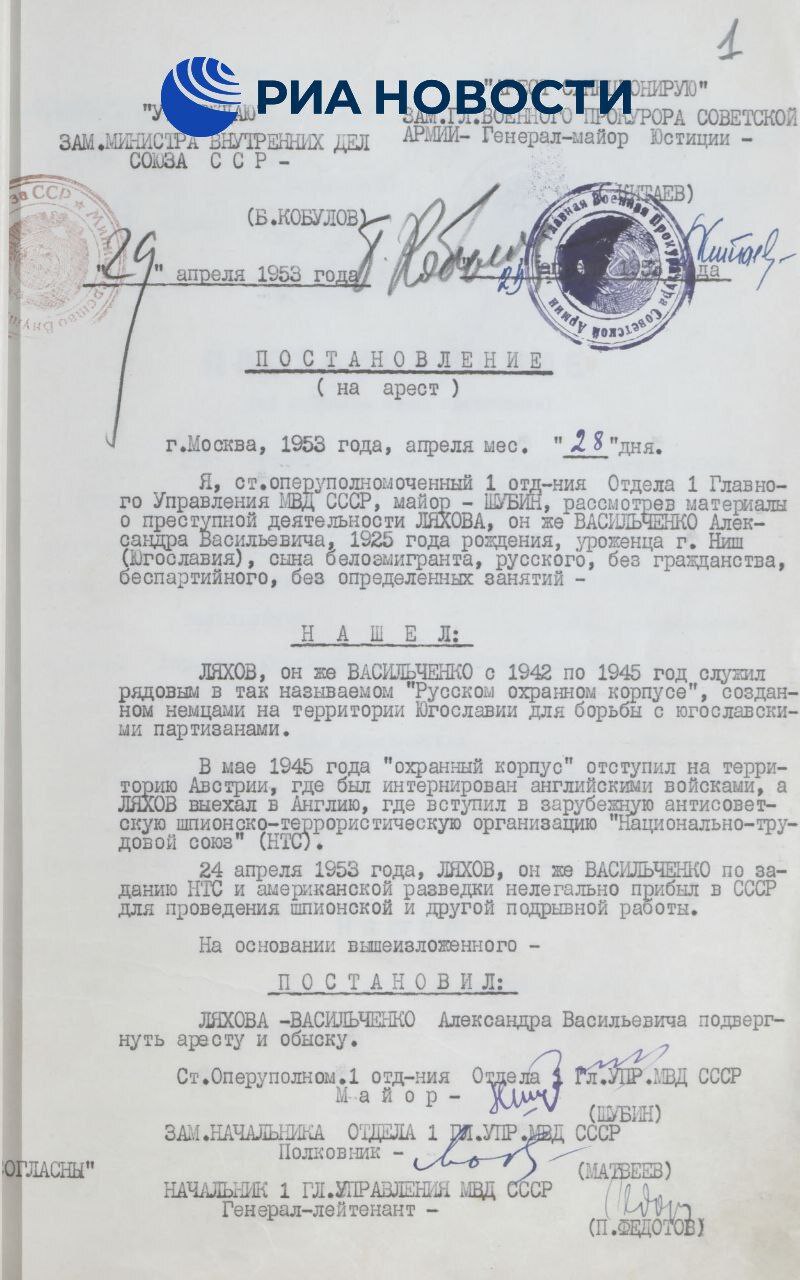 1
РИА НОВОСТИ
"АРЕСТ САНКЦИОНИРУЮ"
ЗАМ.ГЛ.ВОЕННОГО ПРОКУРОРА СОВЕТСКОЙ
АРМИИ- Генерал-майор Юстиции -
КИТАЕВ)
ЗАМ.МИНИСТРА ВНУТРЕННИХ ДЕЛ
СОЮЗА С С Р -
(Б.КОБУЛОВ)
"29" апреля 1953 года
29 1953 года
Главная Военная Прокуратура Советской Армии
ПОСТАНОВЛЕНИЕ
( на арест )
г.Москва, 1953 года, апреля мес. "28"дня.
Я, ст.оперуполномоченный 1 отд-ния Отдела 1 Главно-
го Управления МВД СССР, майор - ШУБИН, рассмотрев материалы
о преступной деятельности ЛЯХОВА, он же ВАСИЛЬЧЕНКО Алек-
сандра Васильевича, 1925 года рождения, уроженца г. Ниш
(Югославия), сына белоэмигранта, русского, без гражданства,
беспартийного, без определенных занятий -
НАШЕЛ:
ЛЯХОВ, он же ВАСИЛЬЧЕНКО с 1942 по 1945 год служил
рядовым в так называемом "Русском охранном корпусе", создан-
ном немцами на территории Югославии для борьбы с югославски-
ми партизанами.
В мае 1945 года "охранный корпус" отступил на терри-
торию Австрии, где был интернирован английскими войсками, а
ЛЯХОВ выехал в Англию, где вступил в зарубежную антисовет-
скую шпионско-террористическую организацию "Национально-тру-
довой союз" (НТС).
24 апреля 1953 года, ЛЯХОВ, он же ВАСИЛЬЧЕНКО по за-
данию НТС и американской разведки нелегально прибыл в СССР
для проведения шпионской и другой подрывной работы.
На основании вышеизложенного -
ПОСТАНОВИЛ:
ЛЯХОВА -ВАСИЛЬЧЕНКО Александра Васильевича подверг-
нуть аресту и обыску.
Ст.Оперуполном.1 отд-ния Отдела 1 Гл.УПР.МВД СССР
Майор -
(ШУБИН)
ЗАМ.НАЧАЛЬНИКА ОТДЕЛА 1 ГЛ.УПР.МВД СССР
Полковник -
ОГЛАСНЫ"
(МАТВЕЕВ)
НАЧАЛЬНИК 1 ГЛ.УПРАВЛЕНИЯ МВД СССР
Генерал-лейтенант -
(П.ФЕДОТОВ)